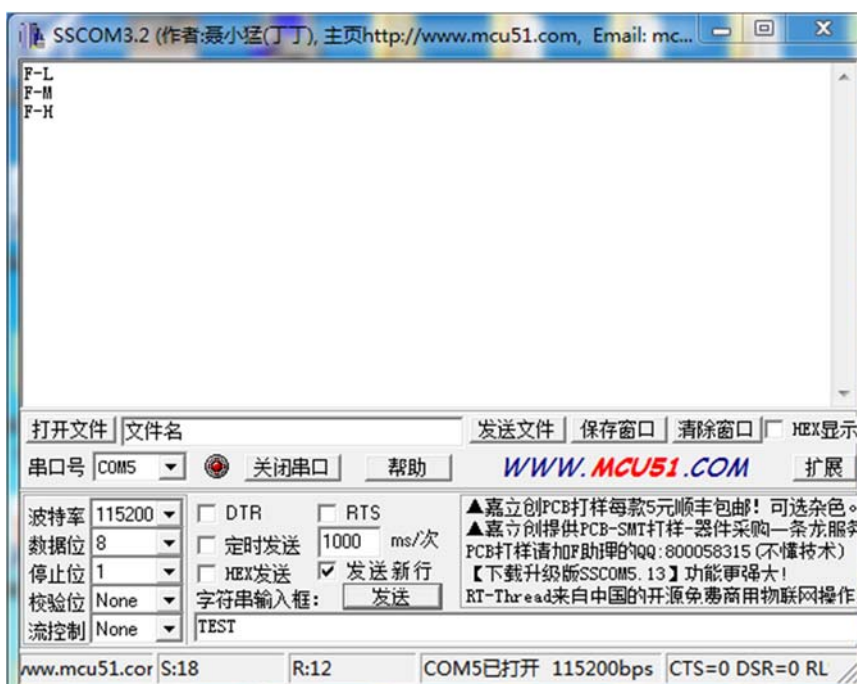 SSCOM3.2 (作者:聂小猛(丁丁), 主页http://www.mcu51.com, Email: mc...
F-L
F-M
F-H
打开文件 文件名 发送文件 保存窗口 清除窗口 HEX显示
串口号 COM5 关闭串口 帮助 WWW.MCU51.COM 扩展
波特率 115200 DTR RTS
数据位 8 定时发送 1000 ms/次
停止位 1 HEX发送 发送新行
校验位 None 字符串输入框: 发送
流控制 None TEST
▲嘉立创PCB打样每款5元顺丰包邮! 可选杂色。
▲嘉立创提供PCB-SMT打样-器件采购一条龙服务
PCB打样请加F助理的QQ:800058315(不懂技术)
【下载升级版SSCOM5.13】功能更强大!
RT-Thread来自中国的开源免费商用物联网操作
www.mcu51.cor S:18 R:12 COM5已打开 115200bps CTS=0 DSR=0 RL